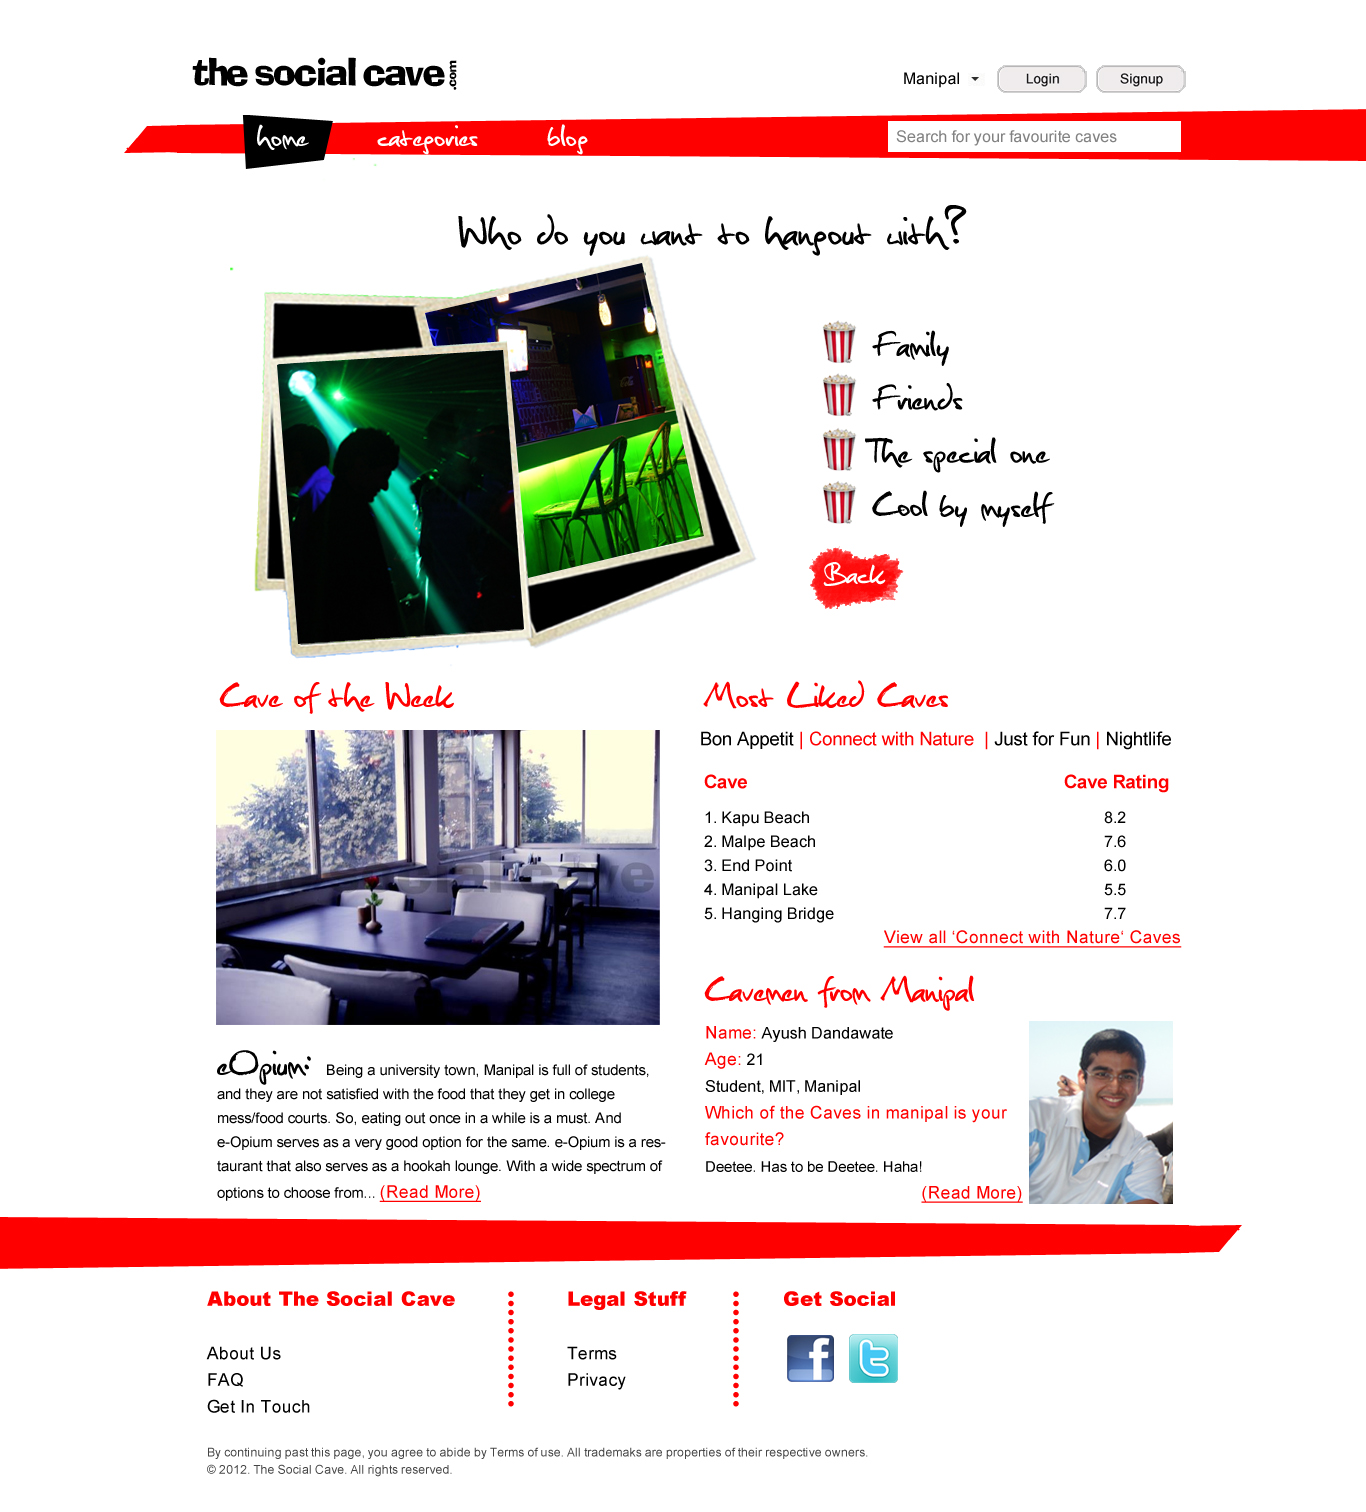 the social cave.com
Manipal
Login
Signup
home
categories
blog
Search for your favourite caves
Who do you want to hangout with?
Family
Friends
The special one
Cool by myself
Back
Cave of the Week
eOpium: Being a university town, Manipal is full of students,
and they are not satisfied with the food that they get in college
mess/food courts. So, eating out once in a while is a must. And
e-Opium serves as a very good option for the same. e-Opium is a res-
taurant that also serves as a hookah lounge. With a wide spectrum of
options to choose from... (Read More)
Most Liked Caves
Bon Appetit | Connect with Nature | Just for Fun | Nightlife
Cave Cave Rating
1. Kapu Beach 8.2
2. Malpe Beach 7.6
3. End Point 6.0
4. Manipal Lake 5.5
5. Hanging Bridge 7.7
View all ‘Connect with Nature‘ Caves
Cavemen from Manipal
Name: Ayush Dandawate
Age: 21
Student, MIT, Manipal
Which of the Caves in manipal is your
favourite?
Deetee. Has to be Deetee. Haha!
(Read More)
About The Social Cave
About Us
FAQ
Get In Touch
Legal Stuff
Terms
Privacy
Get Social
f
t
By continuing past this page, you agree to abide by Terms of use. All trademaks are properties of their respective owners.
© 2012. The Social Cave. All rights reserved.